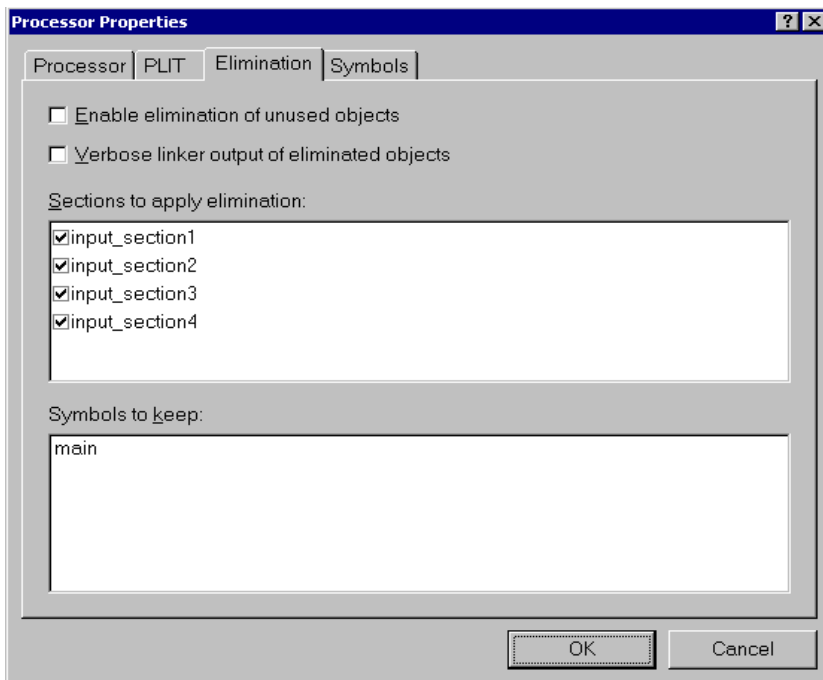 Processor Properties
Processor PLIT Elimination Symbols
Enable elimination of unused objects
Verbose linker output of eliminated objects
Sections to apply elimination:
input_section1
input_section2
input_section3
input_section4
Symbols to keep:
main
OK Cancel